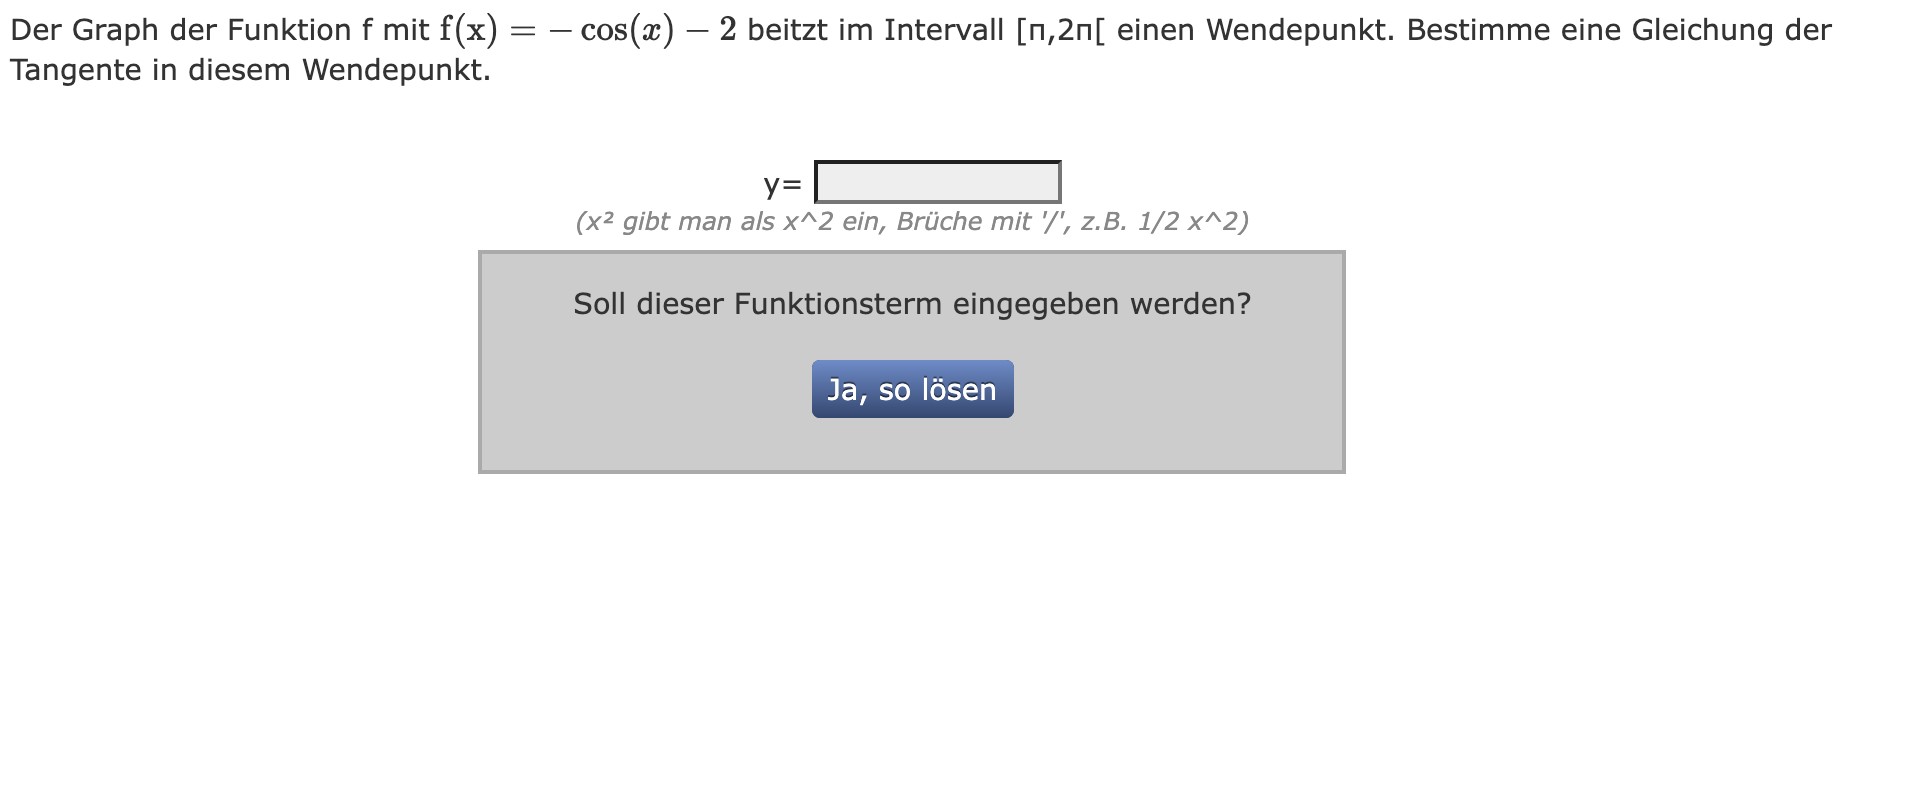 Der Graph der Funktion f mit f(x) = − cos(x) − 2 beitzt im Intervall [π,2π[ einen Wendepunkt. Bestimme eine Gleichung der
Tangente in diesem Wendepunkt.
y=
(x² gibt man als x^2 ein, Brüche mit '/', z.B. 1/2 x^2)
Soll dieser Funktionsterm eingegeben werden?
Ja, so lösen